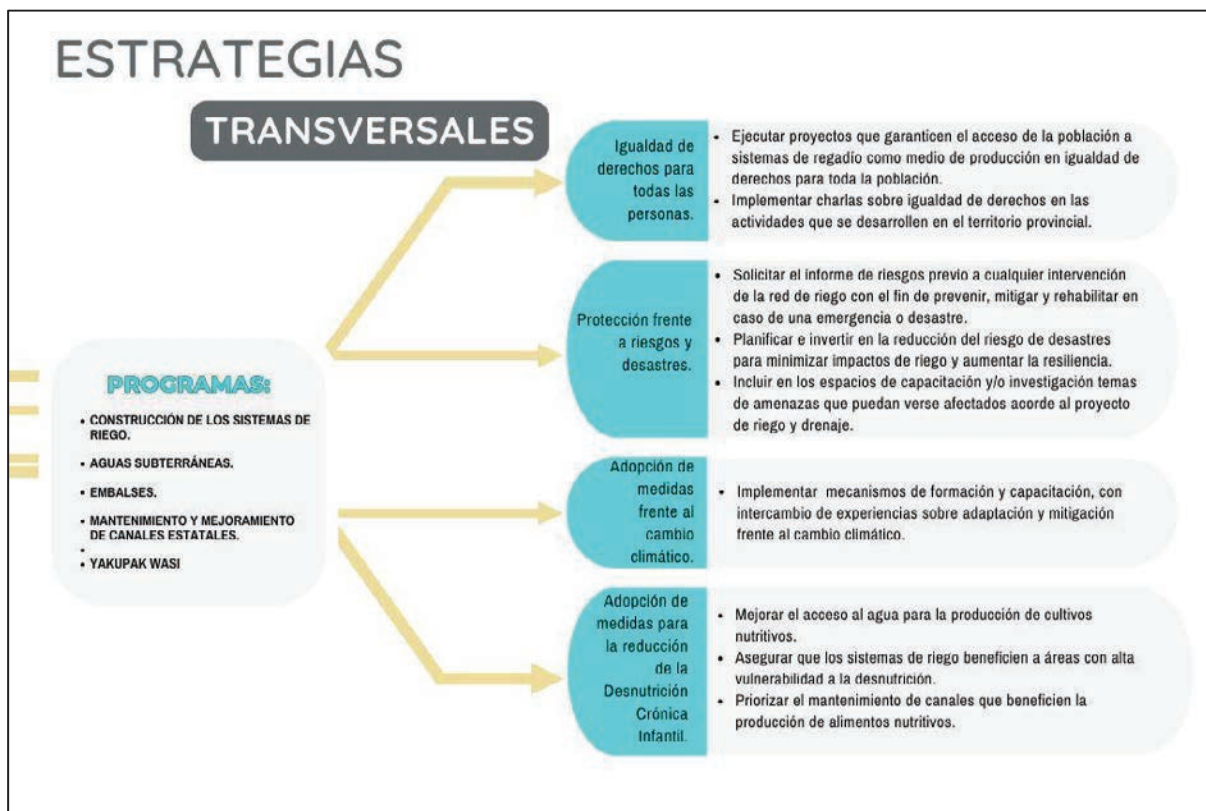 ESTRATEGIAS
TRANSVERSALES
PROGRAMAS:
• CONSTRUCCIÓN DE LOS SISTEMAS DE
RIEGO.
• AGUAS SUBTERRÁNEAS.
• EMBALSES.
• MANTENIMIENTO Y MEJORAMIENTO
DE CANALES ESTATALES.
•
• YAKUPAK WASI
Igualdad de
derechos para
todas las
personas.
• Ejecutar proyectos que garanticen el acceso de la población a
sistemas de regadío como medio de producción en igualdad de
derechos para toda la población.
• Implementar charlas sobre igualdad de derechos en las
actividades que se desarrollen en el territorio provincial.
Protección frente
a riesgos y
desastres.
• Solicitar el informe de riesgos previo a cualquier intervención
de la red de riego con el fin de prevenir, mitigar y rehabilitar en
caso de una emergencia o desastre.
• Planificar e invertir en la reducción del riesgo de desastres
para minimizar impactos de riego y aumentar la resiliencia.
• Incluir en los espacios de capacitación y/o investigación temas
de amenazas que puedan verse afectados acorde al proyecto
de riego y drenaje.
Adopción de
medidas
frente al
cambio
climático.
• Implementar mecanismos de formación y capacitación, con
intercambio de experiencias sobre adaptación y mitigación
frente al cambio climático.
Adopción de
medidas para
la reducción
de la
Desnutrición
Crónica
Infantil.
• Mejorar el acceso al agua para la producción de cultivos
nutritivos.
• Asegurar que los sistemas de riego beneficien a áreas con alta
vulnerabilidad a la desnutrición.
• Priorizar el mantenimiento de canales que beneficien la
producción de alimentos nutritivos.